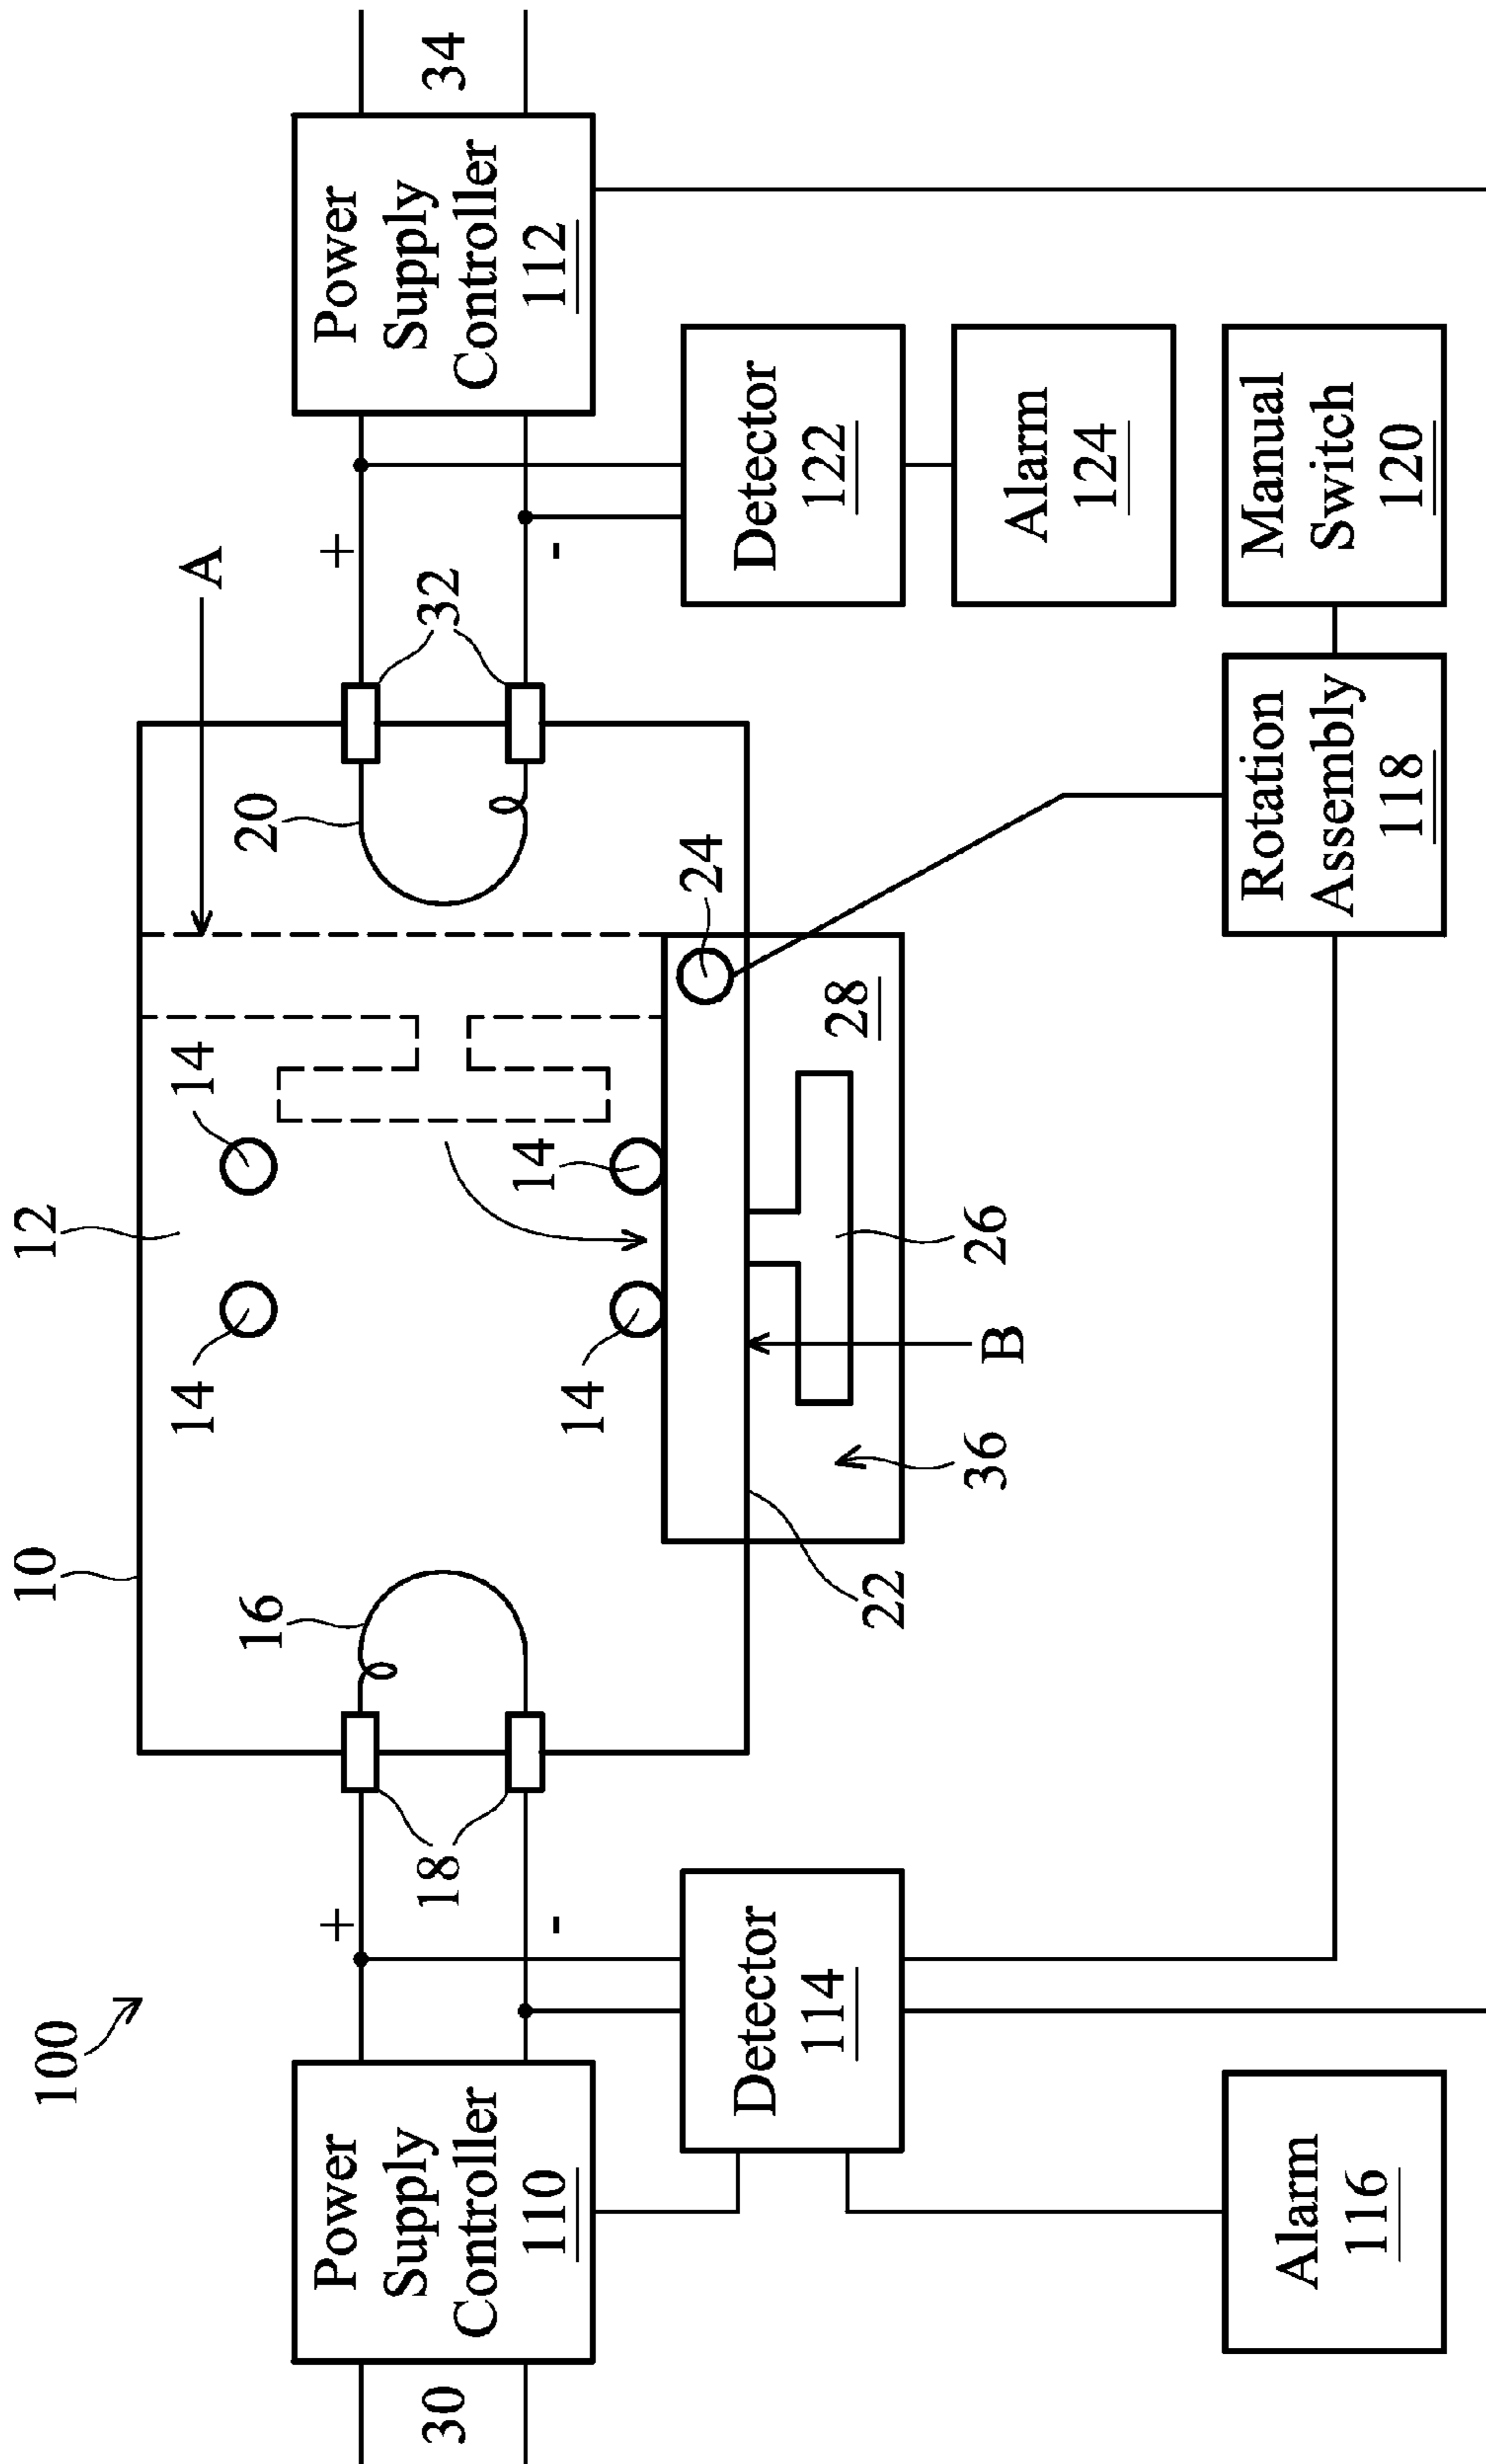 100
10
12
A
30
Power
Supply
Controller
110
+
-
18
16
14
14
14
14
20
32
+
-
Power
Supply
Controller
112
34
Detector
114
22
36
B
26
28
24
Detector
122
Alarm
124
Alarm
116
Rotation
Assembly
118
Manual
Switch
120